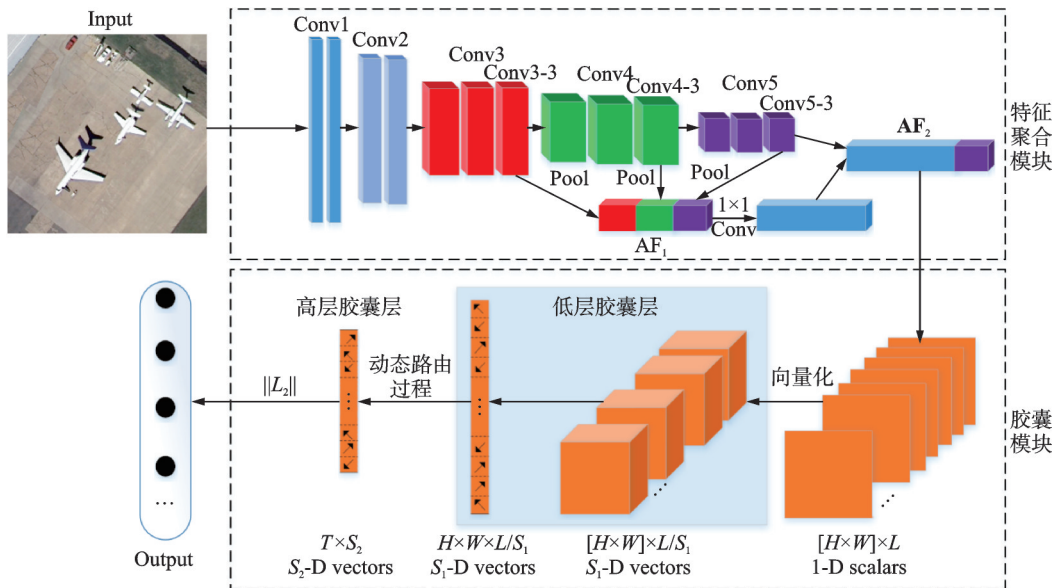 Input
Conv1
Conv2
Conv3
Conv3-3
Conv4
Conv4-3
Conv5
Conv5-3
Pool
Pool
Pool
AF₁
1×1
Conv
AF₂
特征
聚合
模块
Output
…
||L₂||
高层胶囊层
⋮
动态路由
过程
低层胶囊层
⋮
…
向量化
…
胶囊
模块
T×S₂
S₂-D vectors
H×W×L/S₁
S₁-D vectors
[H×W]×L/S₁
S₁-D vectors
[H×W]×L
1-D scalars